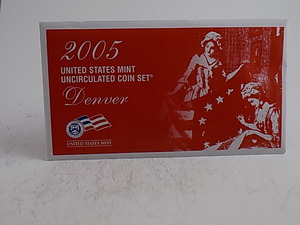 2005
UNITED STATES MINT
UNCIRCULATED COIN SET®
Denver
UNITED STATES MINT